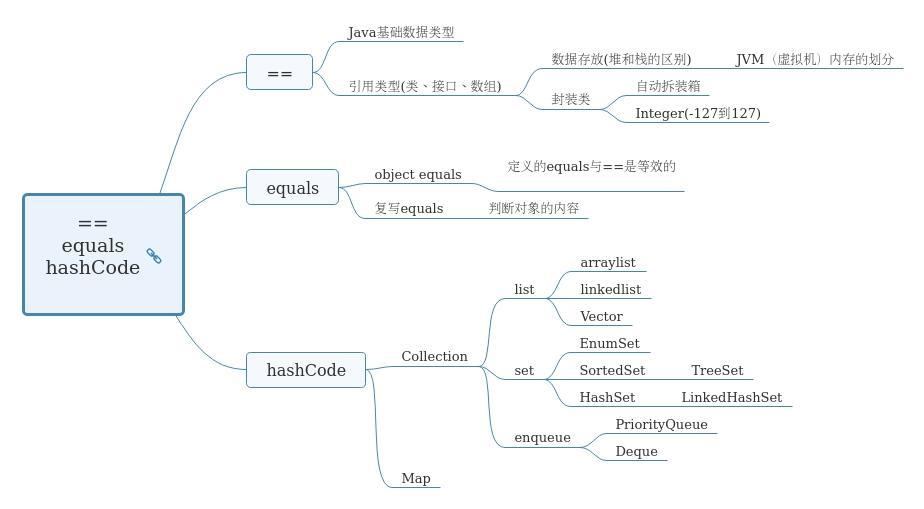 ==
equals
hashCode
==
Java基础数据类型
引用类型(类、接口、数组)
数据存放(堆和栈的区别)
JVM（虚拟机）内存的划分
封装类
自动拆装箱
Integer(-127到127)
equals
object equals
定义的equals与==是等效的
复写equals
判断对象的内容
hashCode
Collection
list
arraylist
linkedlist
Vector
set
EnumSet
SortedSet
TreeSet
HashSet
LinkedHashSet
enqueue
PriorityQueue
Deque
Map